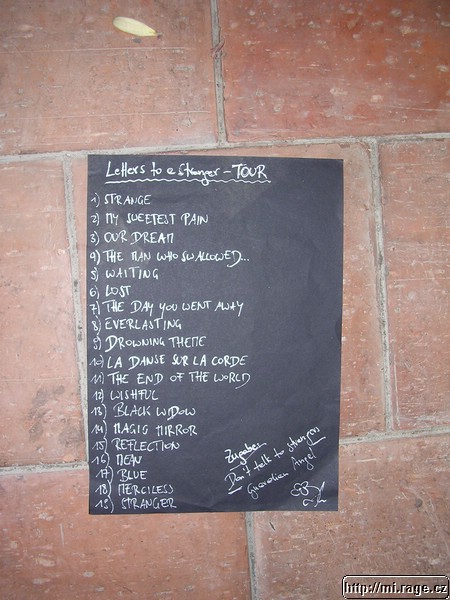 Letters to a Stranger - TOUR
1) STRANGE
2) MY SWEETEST PAIN
3) OUR DREAM
4) THE MAN WHO SWALLOWED...
5) WAITING
6) LOST
7) THE DAY YOU WENT AWAY
8) EVERLASTING
9) DROWNING THEME
10) LA DANSE SUR LA CORDE
11) THE END OF THE WORLD
12) WISHFUL
13) BLACK WIDOW
14) MAGIC MIRROR
15) REFLECTION
16) MEAN
17) BLUE
18) MERCILESS
19) STRANGER
Zugaben
Don't talk to strangers
Guardian Angel
http://mi.rage.cz